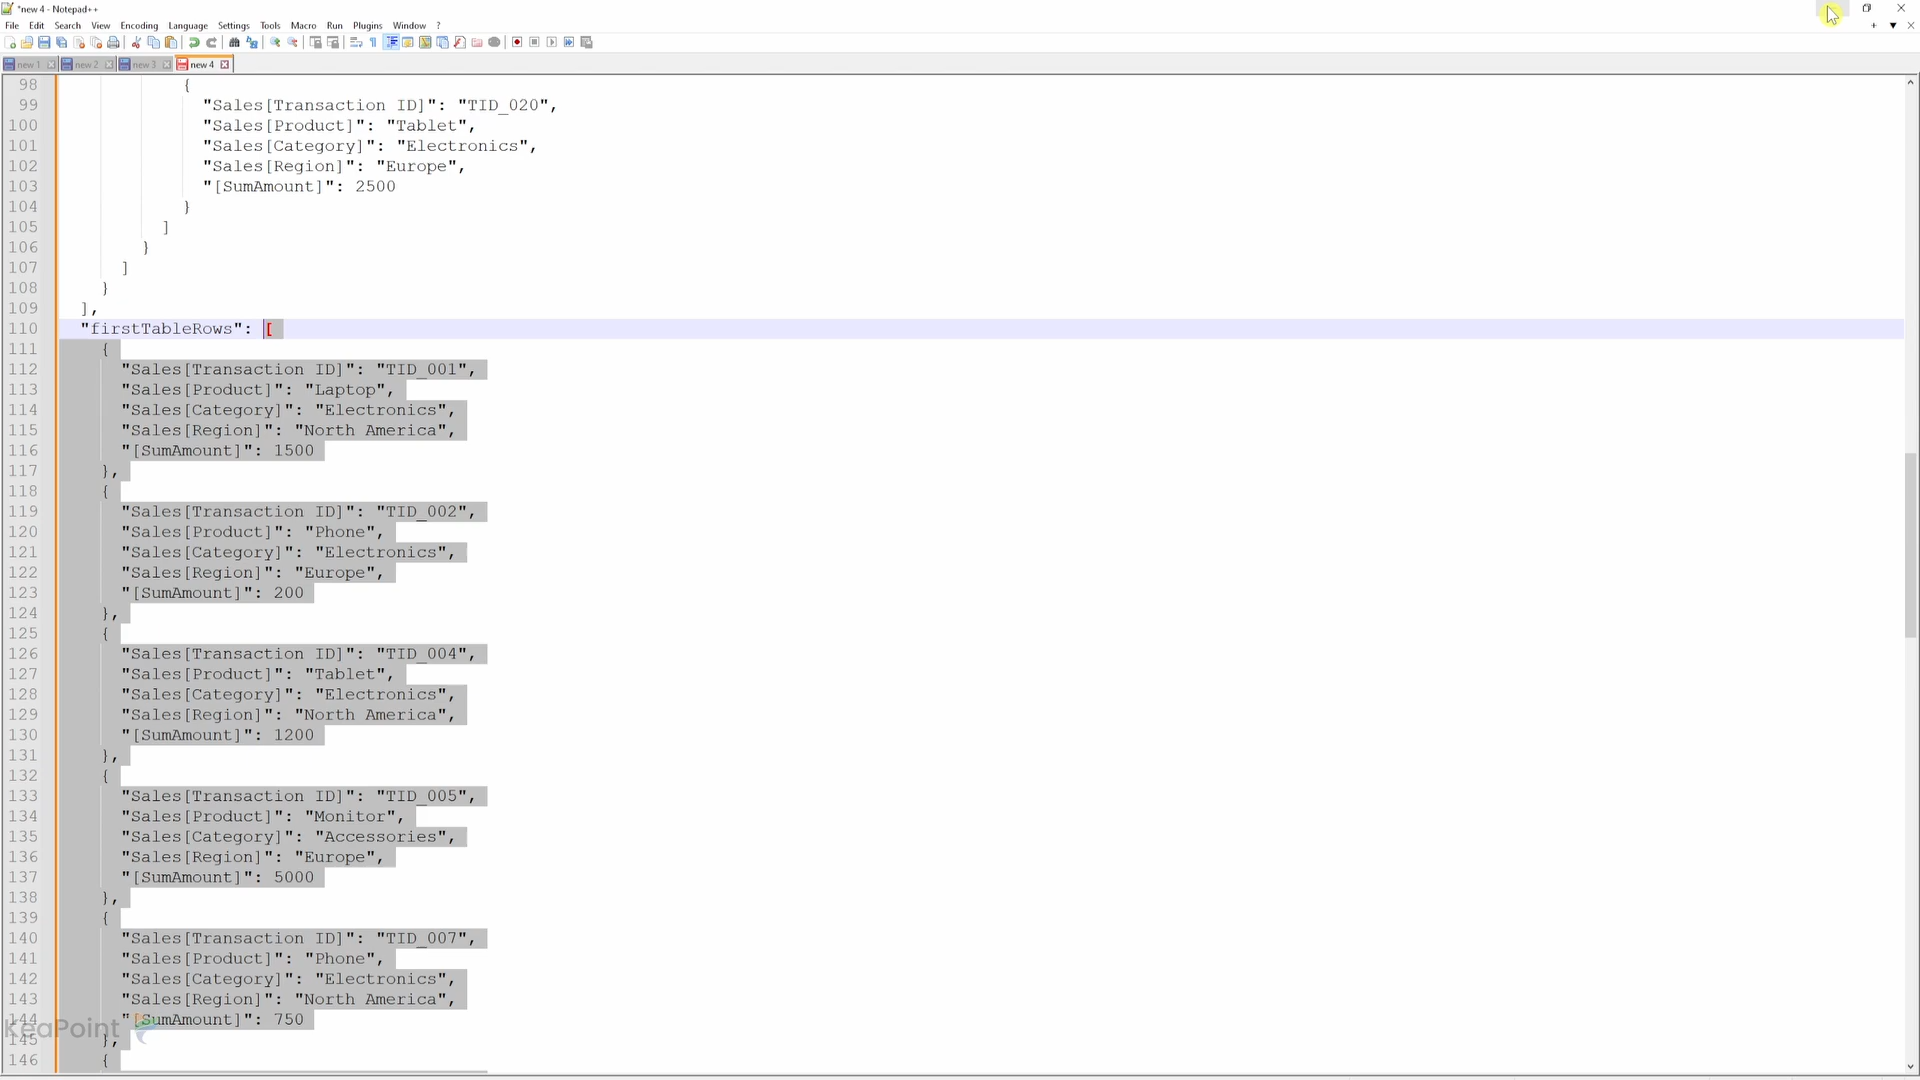 *new 4 - Notepad++
File Edit Search View Encoding Language Settings Tools Macro Run Plugins Window ?
new 1 new 2 new 3 new 4
98 {
99 "Sales[Transaction ID]": "TID_020",
100 "Sales[Product]": "Tablet",
101 "Sales[Category]": "Electronics",
102 "Sales[Region]": "Europe",
103 "[SumAmount]": 2500
104 }
105 ]
106 }
107 ]
108 }
109 ],
110 "firstTableRows": [
111 {
112 "Sales[Transaction ID]": "TID_001",
113 "Sales[Product]": "Laptop",
114 "Sales[Category]": "Electronics",
115 "Sales[Region]": "North America",
116 "[SumAmount]": 1500
117 },
118 {
119 "Sales[Transaction ID]": "TID_002",
120 "Sales[Product]": "Phone",
121 "Sales[Category]": "Electronics",
122 "Sales[Region]": "Europe",
123 "[SumAmount]": 200
124 },
125 {
126 "Sales[Transaction ID]": "TID_004",
127 "Sales[Product]": "Tablet",
128 "Sales[Category]": "Electronics",
129 "Sales[Region]": "North America",
130 "[SumAmount]": 1200
131 },
132 {
133 "Sales[Transaction ID]": "TID_005",
134 "Sales[Product]": "Monitor",
135 "Sales[Category]": "Accessories",
136 "Sales[Region]": "Europe",
137 "[SumAmount]": 5000
138 },
139 {
140 "Sales[Transaction ID]": "TID_007",
141 "Sales[Product]": "Phone",
142 "Sales[Category]": "Electronics",
143 "Sales[Region]": "North America",
144 "[SumAmount]": 750
KeaPoint
145 },
146 {